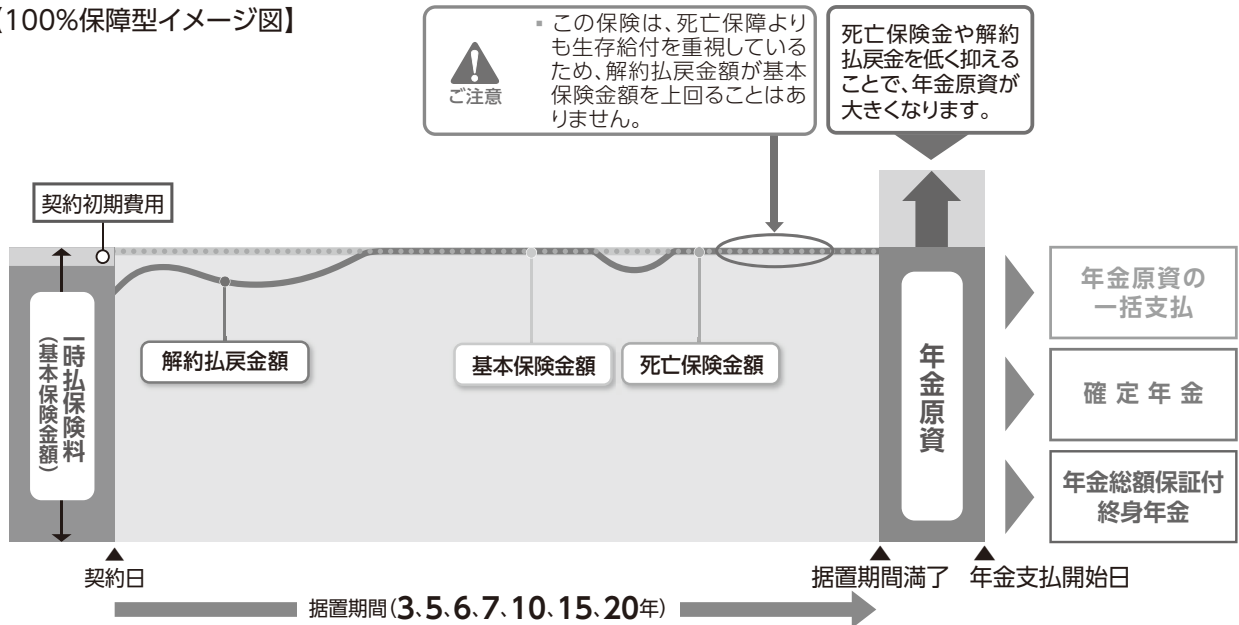 【100%保障型イメージ図】
ご注意
▪ この保険は、死亡保障より
も生存給付を重視している
ため、解約払戻金額が基本
保険金額を上回ることはあ
りません。
死亡保険金や解約
払戻金を低く抑える
ことで、年金原資が
大きくなります。
契約初期費用
一時払保険料
(基本保険金額)
解約払戻金額
基本保険金額
死亡保険金額
年金原資
年金原資の
一括支払
確定年金
年金総額保証付
終身年金
契約日
据置期間満了
年金支払開始日
据置期間(3、5、6、7、10、15、20年)